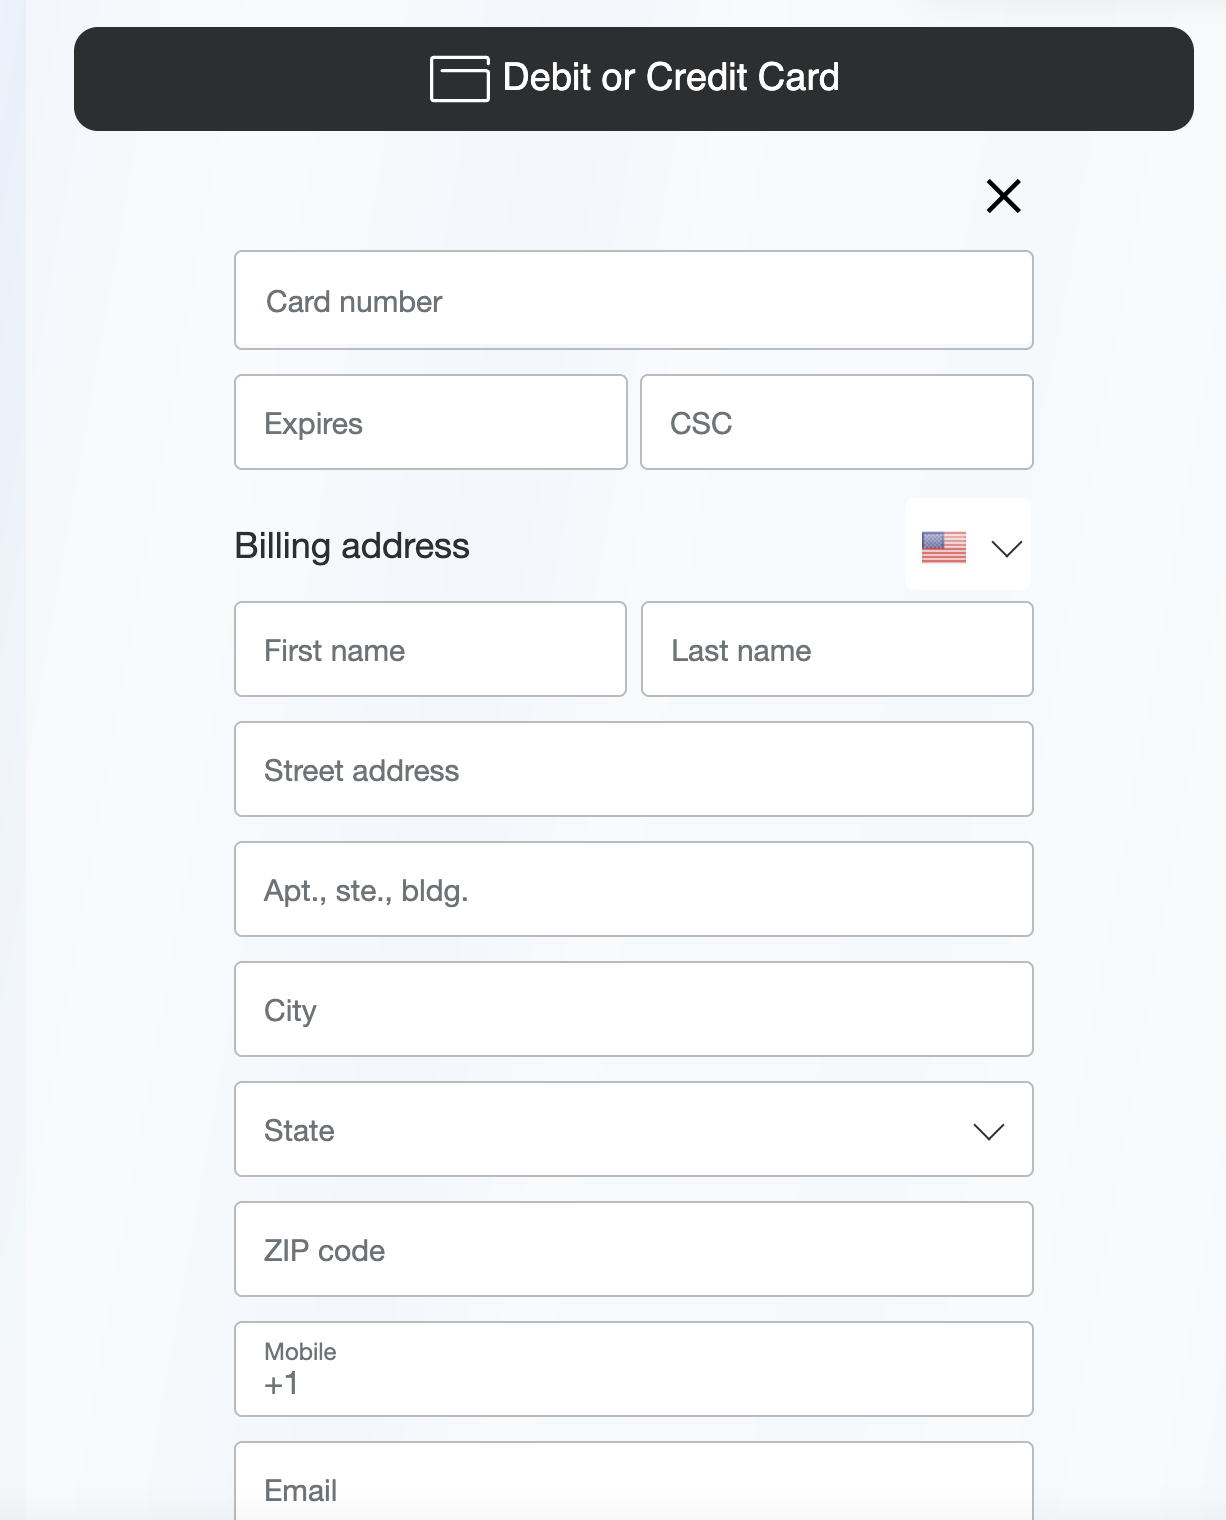 Debit or Credit Card
Card number
Expires CSC
Billing address
First name Last name
Street address
Apt., ste., bldg.
City
State
ZIP code
Mobile
+1
Email